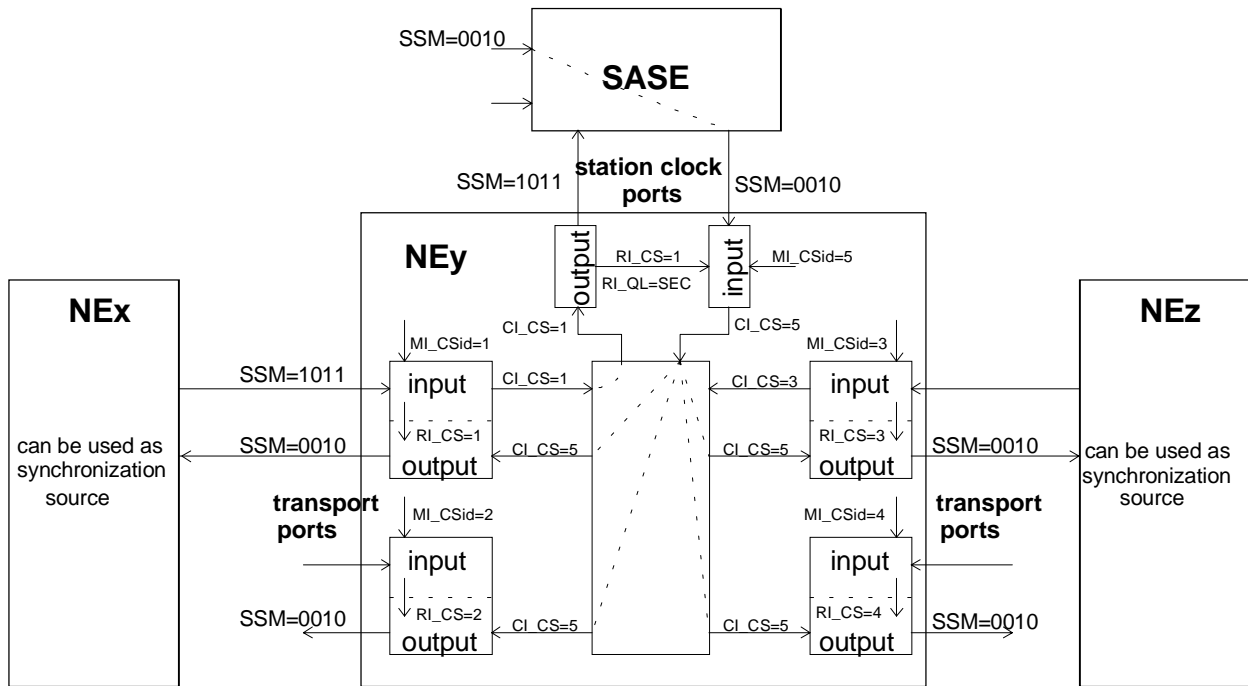 SSM=0010
SASE
station clock
ports
SSM=1011
SSM=0010
NEy
output
RI_CS=1
RI_QL=SEC
input
MI_CSid=5
NEx
NEz
CI_CS=1
CI_CS=5
MI_CSid=1
MI_CSid=3
SSM=1011
input
CI_CS=1
CI_CS=3
input
can be used as
synchronization
source
SSM=0010
RI_CS=1
output
CI_CS=5
CI_CS=5
RI_CS=3
output
SSM=0010
can be used as
synchronization
source
transport
ports
MI_CSid=2
MI_CSid=4
transport
ports
input
input
SSM=0010
RI_CS=2
output
CI_CS=5
CI_CS=5
RI_CS=4
output
SSM=0010